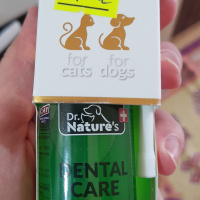 for for
cats dogs
Dr.
Nature's
DENTAL
CARE